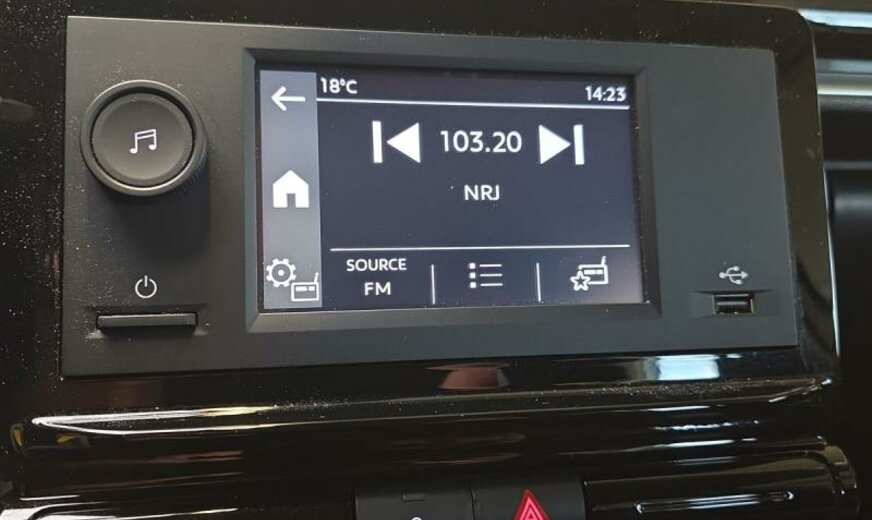 18°C
14:23
103.20
NRJ
SOURCE
FM